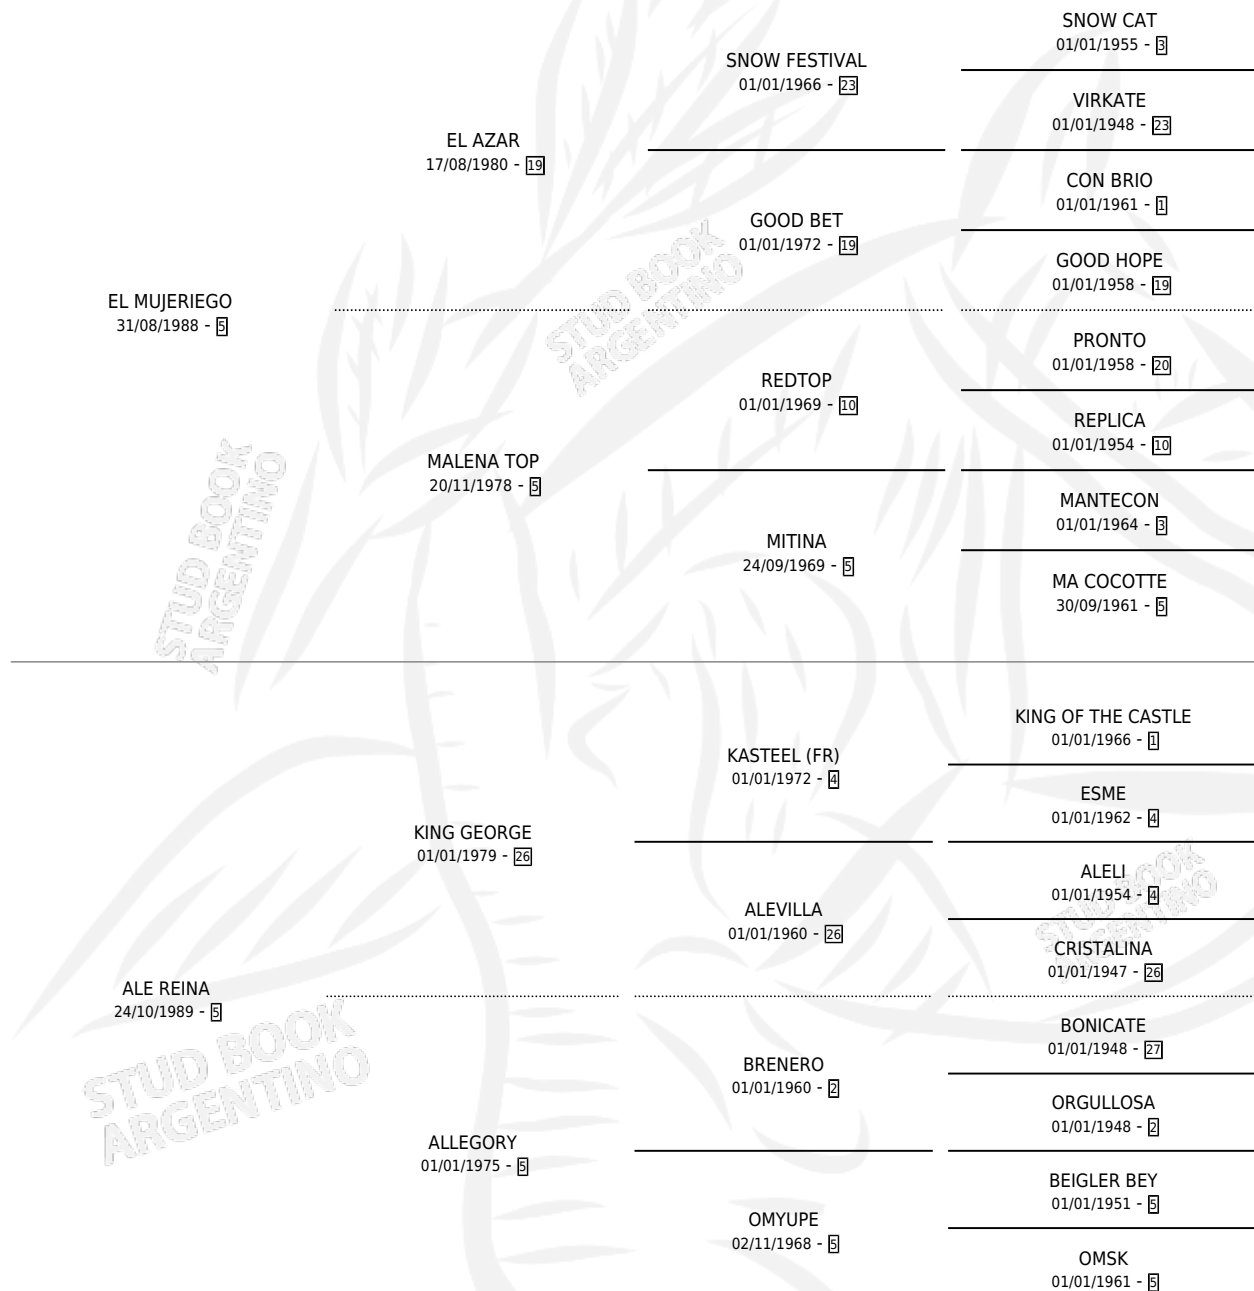 SNOW CAT
01/01/1955 - 3
SNOW FESTIVAL
01/01/1966 - 23
VIRKATE
01/01/1948 - 23
EL AZAR
17/08/1980 - 19
CON BRIO
01/01/1961 - 1
GOOD BET
01/01/1972 - 19
GOOD HOPE
01/01/1958 - 19
EL MUJERIEGO
31/08/1988 - 5
PRONTO
01/01/1958 - 20
REDTOP
01/01/1969 - 10
REPLICA
01/01/1954 - 10
MALENA TOP
20/11/1978 - 5
MANTECON
01/01/1964 - 3
MITINA
24/09/1969 - 5
MA COCOTTE
30/09/1961 - 5
KING OF THE CASTLE
01/01/1966 - 1
KASTEEL (FR)
01/01/1972 - 4
ESME
01/01/1962 - 4
KING GEORGE
01/01/1979 - 26
ALELI
01/01/1954 - 4
ALEVILLA
01/01/1960 - 26
CRISTALINA
01/01/1947 - 26
ALE REINA
24/10/1989 - 5
BONICATE
01/01/1948 - 27
BRENERO
01/01/1960 - 2
ORGULLOSA
01/01/1948 - 2
ALLEGORY
01/01/1975 - 5
BEIGLER BEY
01/01/1951 - 5
OMYUPE
02/11/1968 - 5
OMSK
01/01/1961 - 5
STUD BOOK
ARGENTINO
STUD BOOK
ARGENTINO
STUD BOOK
ARGENTINO
STUD BOOK
ARGENTINO